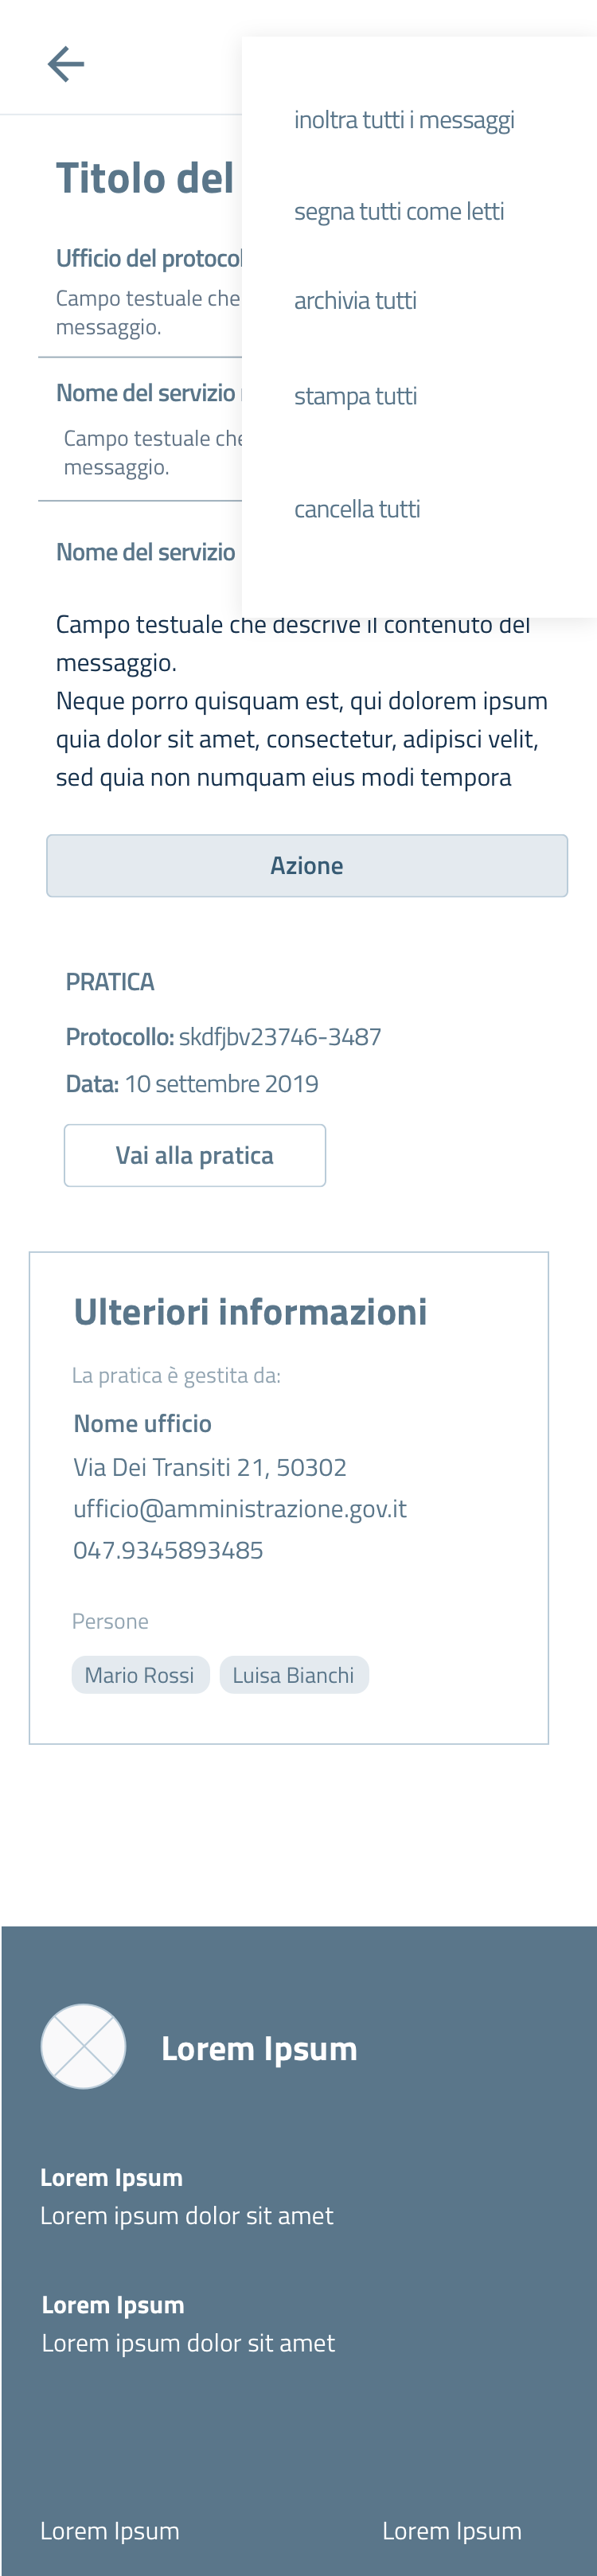 inoltra tutti i messaggi
segna tutti come letti
archivia tutti
stampa tutti
cancella tutti
Titolo del
Ufficio del
Campo testuale che
messaggio.
Nome del servizio
Campo testuale che
messaggio.
Nome del servizio
Campo testuale che descrive il contenuto del
messaggio.
Neque porro quisquam est, qui dolorem ipsum
quia dolor sit amet, consectetur, adipisci velit,
sed quia non numquam eius modi tempora
Azione
PRATICA
Protocollo: skdfjbv23746-3487
Data: 10 settembre 2019
Vai alla pratica
Ulteriori informazioni
La pratica è gestita da:
Nome ufficio
Via Dei Transiti 21, 50302
ufficio@amministrazione.gov.it
047.9345893485
Persone
Mario Rossi Luisa Bianchi
Lorem Ipsum
Lorem Ipsum
Lorem ipsum dolor sit amet
Lorem Ipsum
Lorem ipsum dolor sit amet
Lorem Ipsum Lorem Ipsum